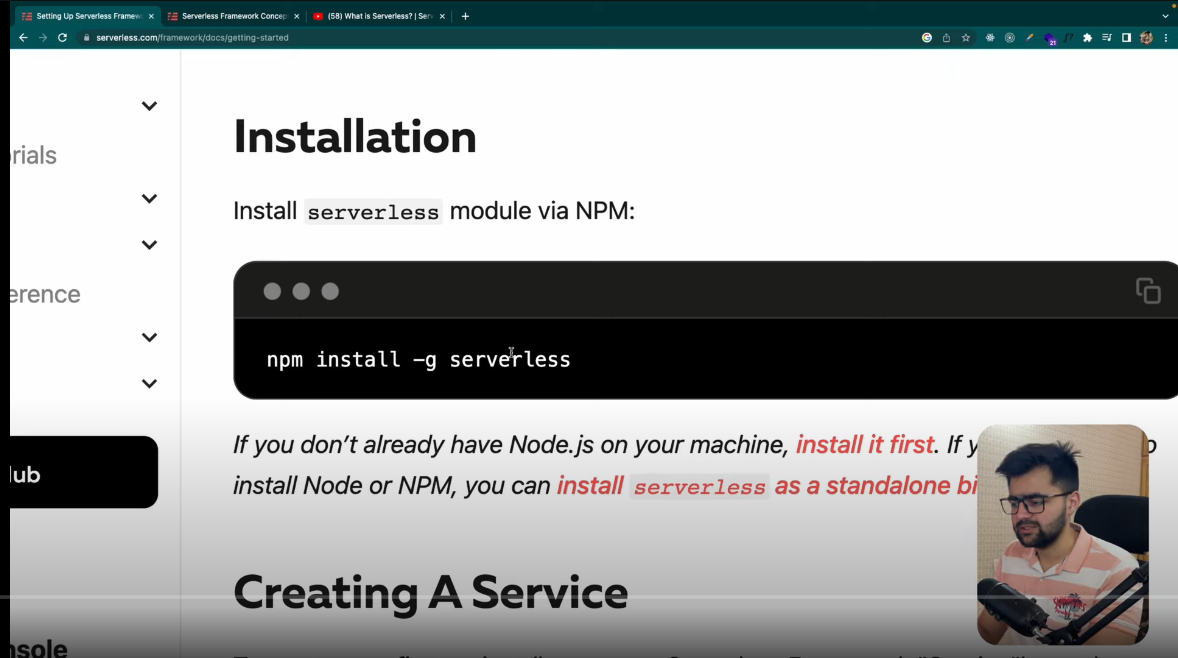 Setting Up Serverless Framew
Serverless Framework Concep
(58) What is Serverless? | Serv
serverless.com/framework/docs/getting-started
21
Installation
orials
Install serverless module via NPM:
erence
npm install -g serverless
If you don't already have Node.js on your machine, install it first. If y o
lub
install Node or NPM, you can install serverless as a standalone bi
Creating A Service
nsole